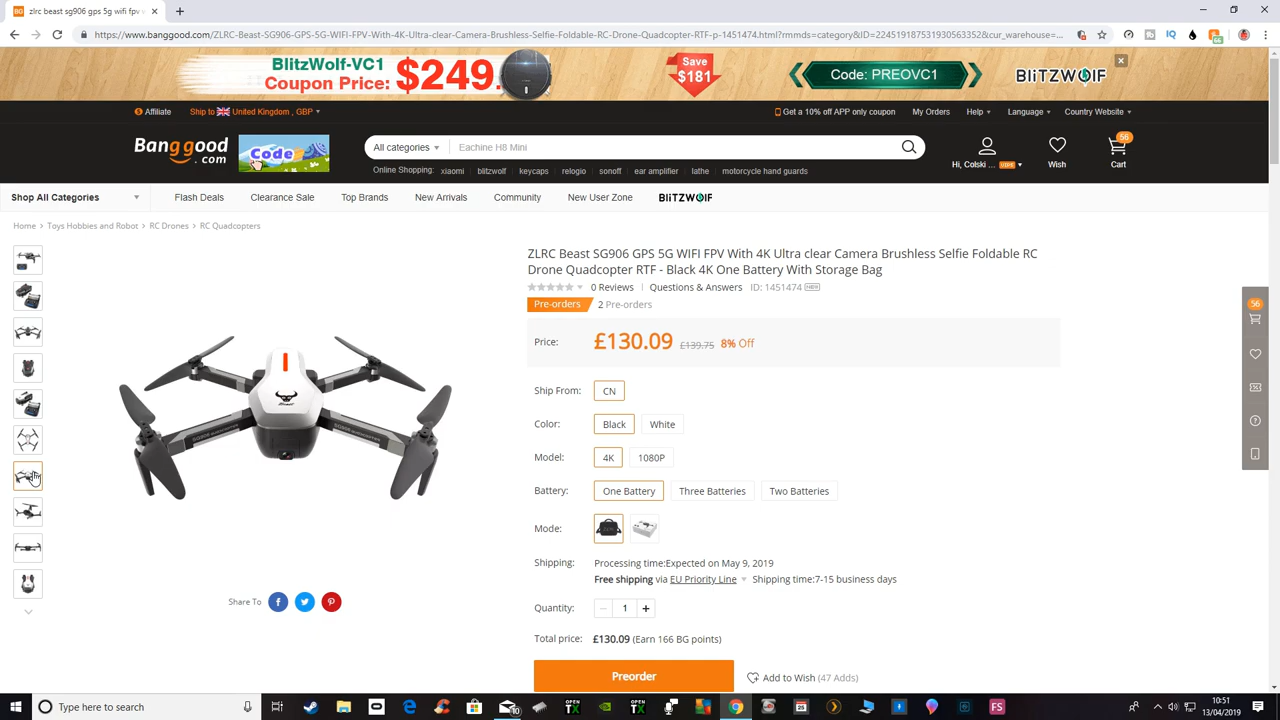 zlrc beast sg906 gps 5g wifi fpv v
https://www.banggood.com/ZLRC-Beast-SG906-GPS-5G-WIFI-FPV-With-4K-Ultra-clear-Camera-Brushless-Selfie-Foldable-RC-Drone-Quadcopter-RTF-p-1451474.html?rmmds=category&ID=224519187531930563352&cur_warehouse=...
BlitzWolf-VC1
Coupon Price: $249.
Save
$181
Code: PREOVC1
BLITZWOLF
Affiliate
Ship to United Kingdom , GBP
Get a 10% off APP only coupon
My Orders
Help
Language
Country Website
Banggood
.com
Code
All categories
Eachine H8 Mini
Online Shopping: xiaomi blitzwolf keycaps relogio sonoff ear amplifier lathe motorcycle hand guards
Hi, Colski ... VIP5
Wish
56
Cart
Shop All Categories
Flash Deals
Clearance Sale
Top Brands
New Arrivals
Community
New User Zone
BLITZWOLF
Home > Toys Hobbies and Robot > RC Drones > RC Quadcopters
ZLRC Beast SG906 GPS 5G WIFI FPV With 4K Ultra clear Camera Brushless Selfie Foldable RC
Drone Quadcopter RTF - Black 4K One Battery With Storage Bag
0 Reviews | Questions & Answers ID: 1451474 NEW
Pre-orders 2 Pre-orders
Price: £130.09 £139.75 8% Off
Ship From: CN
Color: Black White
Model: 4K 1080P
Battery: One Battery Three Batteries Two Batteries
Mode:
Shipping: Processing time:Expected on May 9, 2019
Free shipping via EU Priority Line Shipping time:7-15 business days
Quantity: 1
Total price: £130.09 (Earn 166 BG points)
Preorder
Add to Wish (47 Adds)
Share To
56
Type here to search
10:51
13/04/2019